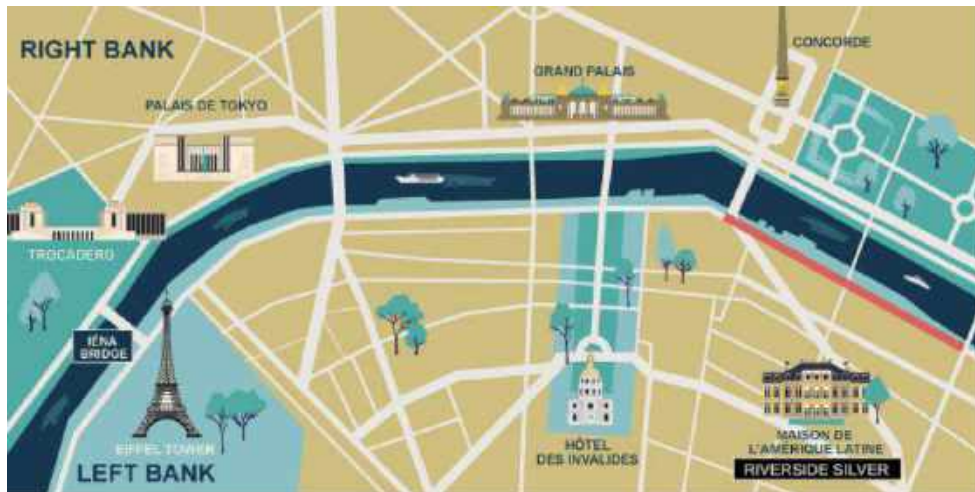 RIGHT BANK
CONCORDE
GRAND PALAIS
PALAIS DE TOKYO
TROCADERO
IÉNA
BRIDGE
EIFFEL TOWER
LEFT BANK
HÔTEL
DES INVALIDES
MAISON DE
L'AMÉRIQUE LATINE
RIVERSIDE SILVER